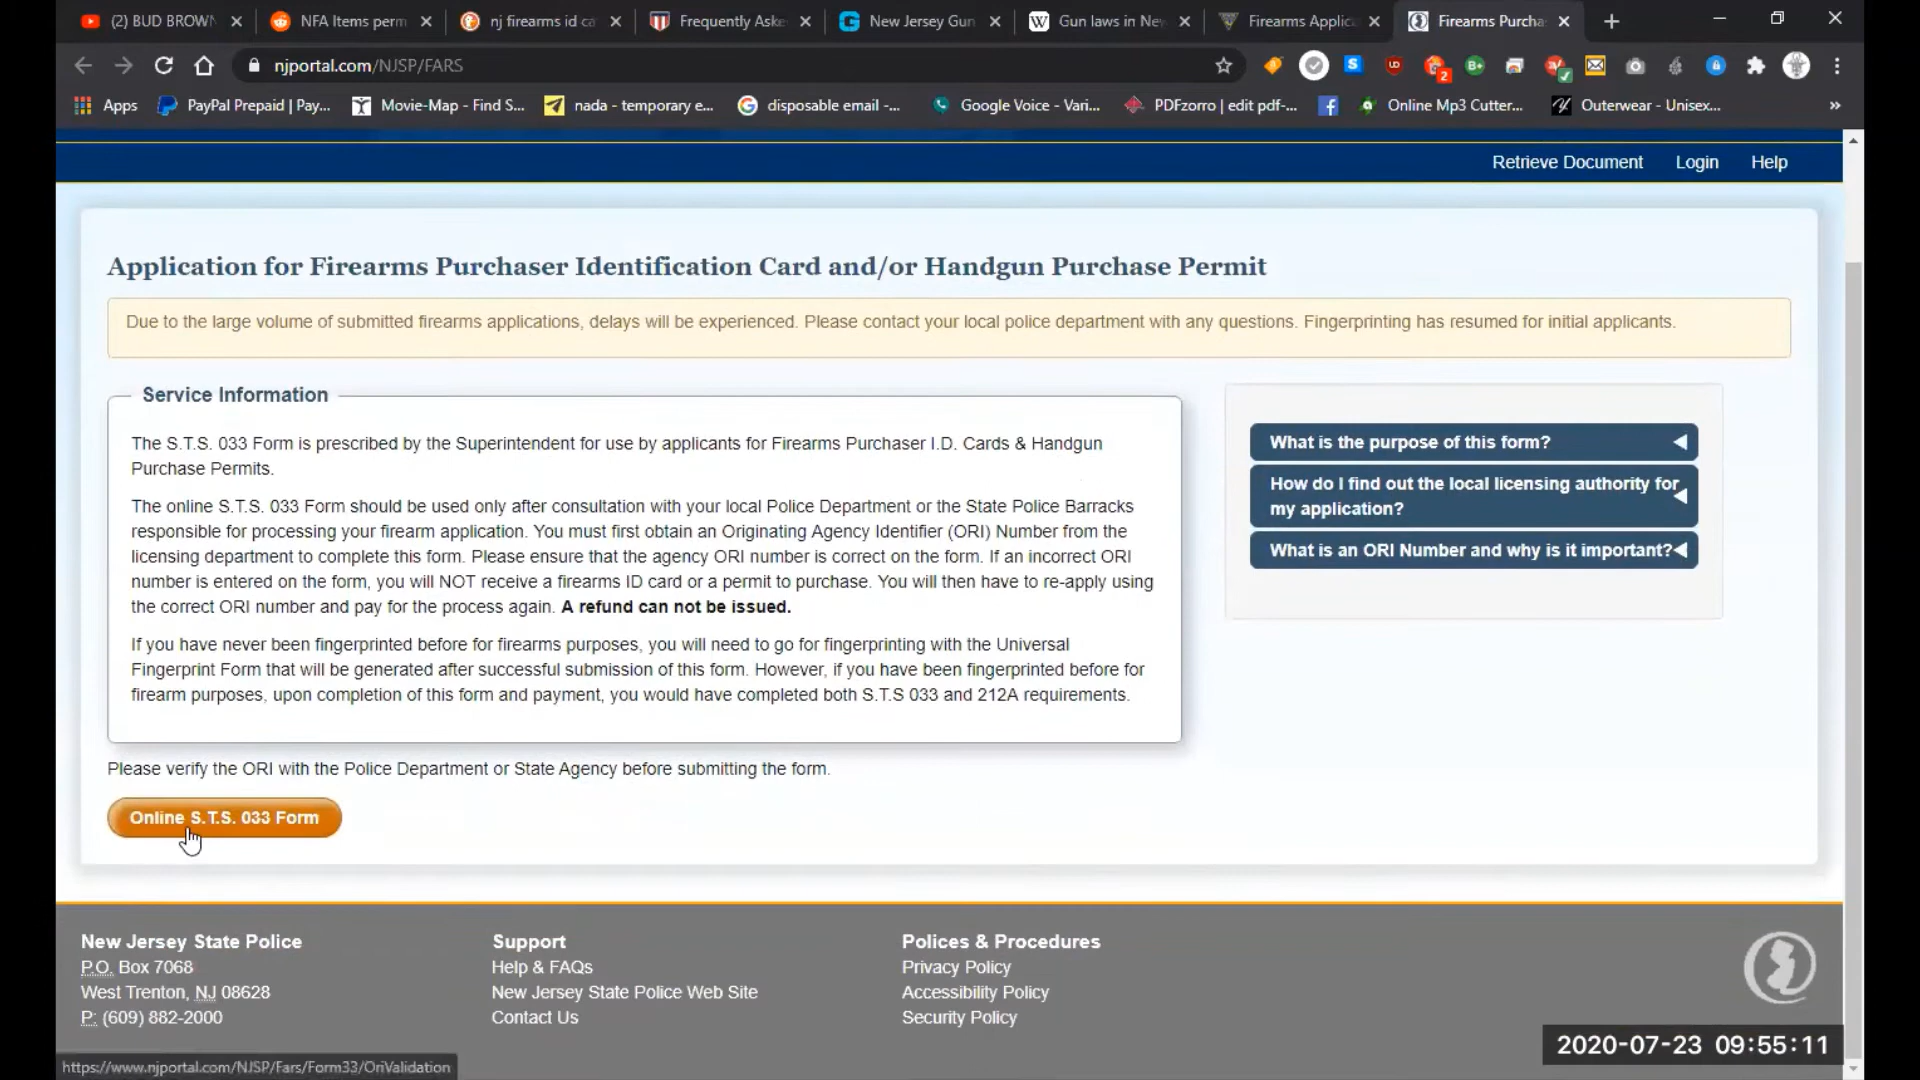 (2) BUD BROWN
NFA Items perm
nj firearms id ca
Frequently Aske
New Jersey Gun
Gun laws in Nev
Firearms Applic
Firearms Purcha
njportal.com/NJSP/FARS
Apps
PayPal Prepaid | Pay...
Movie-Map - Find S...
nada - temporary e...
disposable email -...
Google Voice - Vari...
PDFzorro | edit pdf-...
Online Mp3 Cutter...
Outerwear - Unisex...
Retrieve Document Login Help
Application for Firearms Purchaser Identification Card and/or Handgun Purchase Permit
Due to the large volume of submitted firearms applications, delays will be experienced. Please contact your local police department with any questions. Fingerprinting has resumed for initial applicants.
Service Information
The S.T.S. 033 Form is prescribed by the Superintendent for use by applicants for Firearms Purchaser I.D. Cards & Handgun
Purchase Permits.
The online S.T.S. 033 Form should be used only after consultation with your local Police Department or the State Police Barracks
responsible for processing your firearm application. You must first obtain an Originating Agency Identifier (ORI) Number from the
licensing department to complete this form. Please ensure that the agency ORI number is correct on the form. If an incorrect ORI
number is entered on the form, you will NOT receive a firearms ID card or a permit to purchase. You will then have to re-apply using
the correct ORI number and pay for the process again. A refund can not be issued.
If you have never been fingerprinted before for firearms purposes, you will need to go for fingerprinting with the Universal
Fingerprint Form that will be generated after successful submission of this form. However, if you have been fingerprinted before for
firearm purposes, upon completion of this form and payment, you would have completed both S.T.S 033 and 212A requirements.
What is the purpose of this form?
How do I find out the local licensing authority for
my application?
What is an ORI Number and why is it important?
Please verify the ORI with the Police Department or State Agency before submitting the form.
Online S.T.S. 033 Form
New Jersey State Police
P.O. Box 7068
West Trenton, NJ 08628
P: (609) 882-2000
Support
Help & FAQs
New Jersey State Police Web Site
Contact Us
Polices & Procedures
Privacy Policy
Accessibility Policy
Security Policy
2020-07-23 09:55:11
https://www.njportal.com/NJSP/Fars/Form33/OriValidation